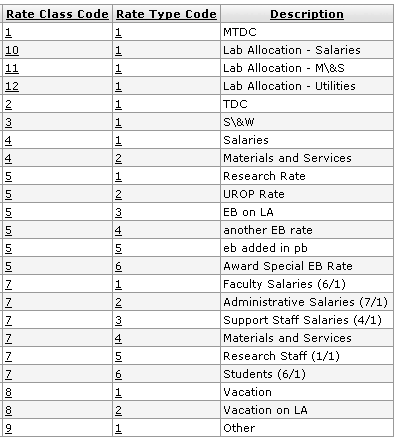 Rate Class Code Rate Type Code Description
1 1 MTDC
10 1 Lab Allocation - Salaries
11 1 Lab Allocation - M\&S
12 1 Lab Allocation - Utilities
2 1 TDC
3 1 S\&W
4 1 Salaries
4 2 Materials and Services
5 1 Research Rate
5 2 UROP Rate
5 3 EB on LA
5 4 another EB rate
5 5 eb added in pb
5 6 Award Special EB Rate
7 1 Faculty Salaries (6/1)
7 2 Administrative Salaries (7/1)
7 3 Support Staff Salaries (4/1)
7 4 Materials and Services
7 5 Research Staff (1/1)
7 6 Students (6/1)
8 1 Vacation
8 2 Vacation on LA
9 1 Other